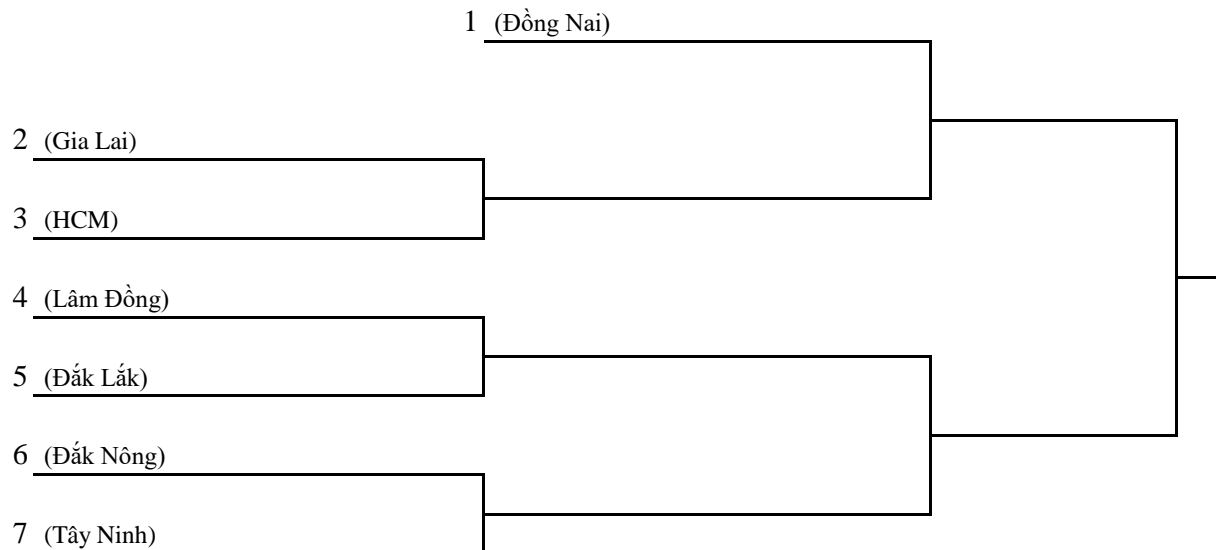 1 (Đồng Nai)
2 (Gia Lai)
3 (HCM)
4 (Lâm Đồng)
5 (Đắk Lắk)
6 (Đắk Nông)
7 (Tây Ninh)